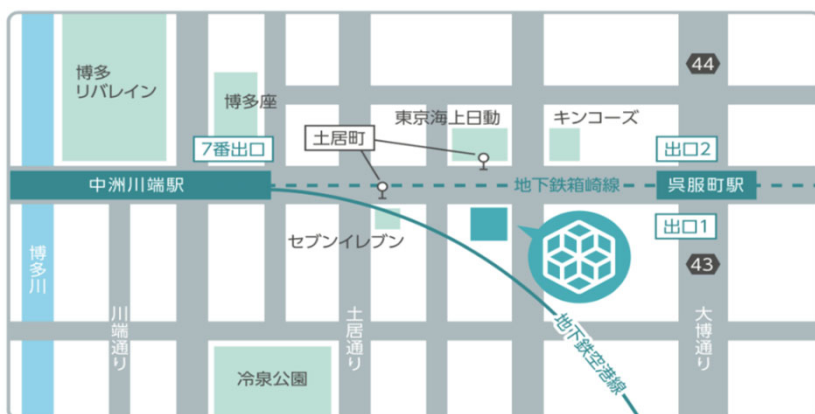 博多
リバレイン
博多座
7番出口
土居町
東京海上日動
キンコーズ
44
出口2
中洲川端駅
地下鉄箱崎線
呉服町駅
セブンイレブン
出口1
43
博多川
川端通り
土居通り
大博通り
地下鉄空港線
冷泉公園